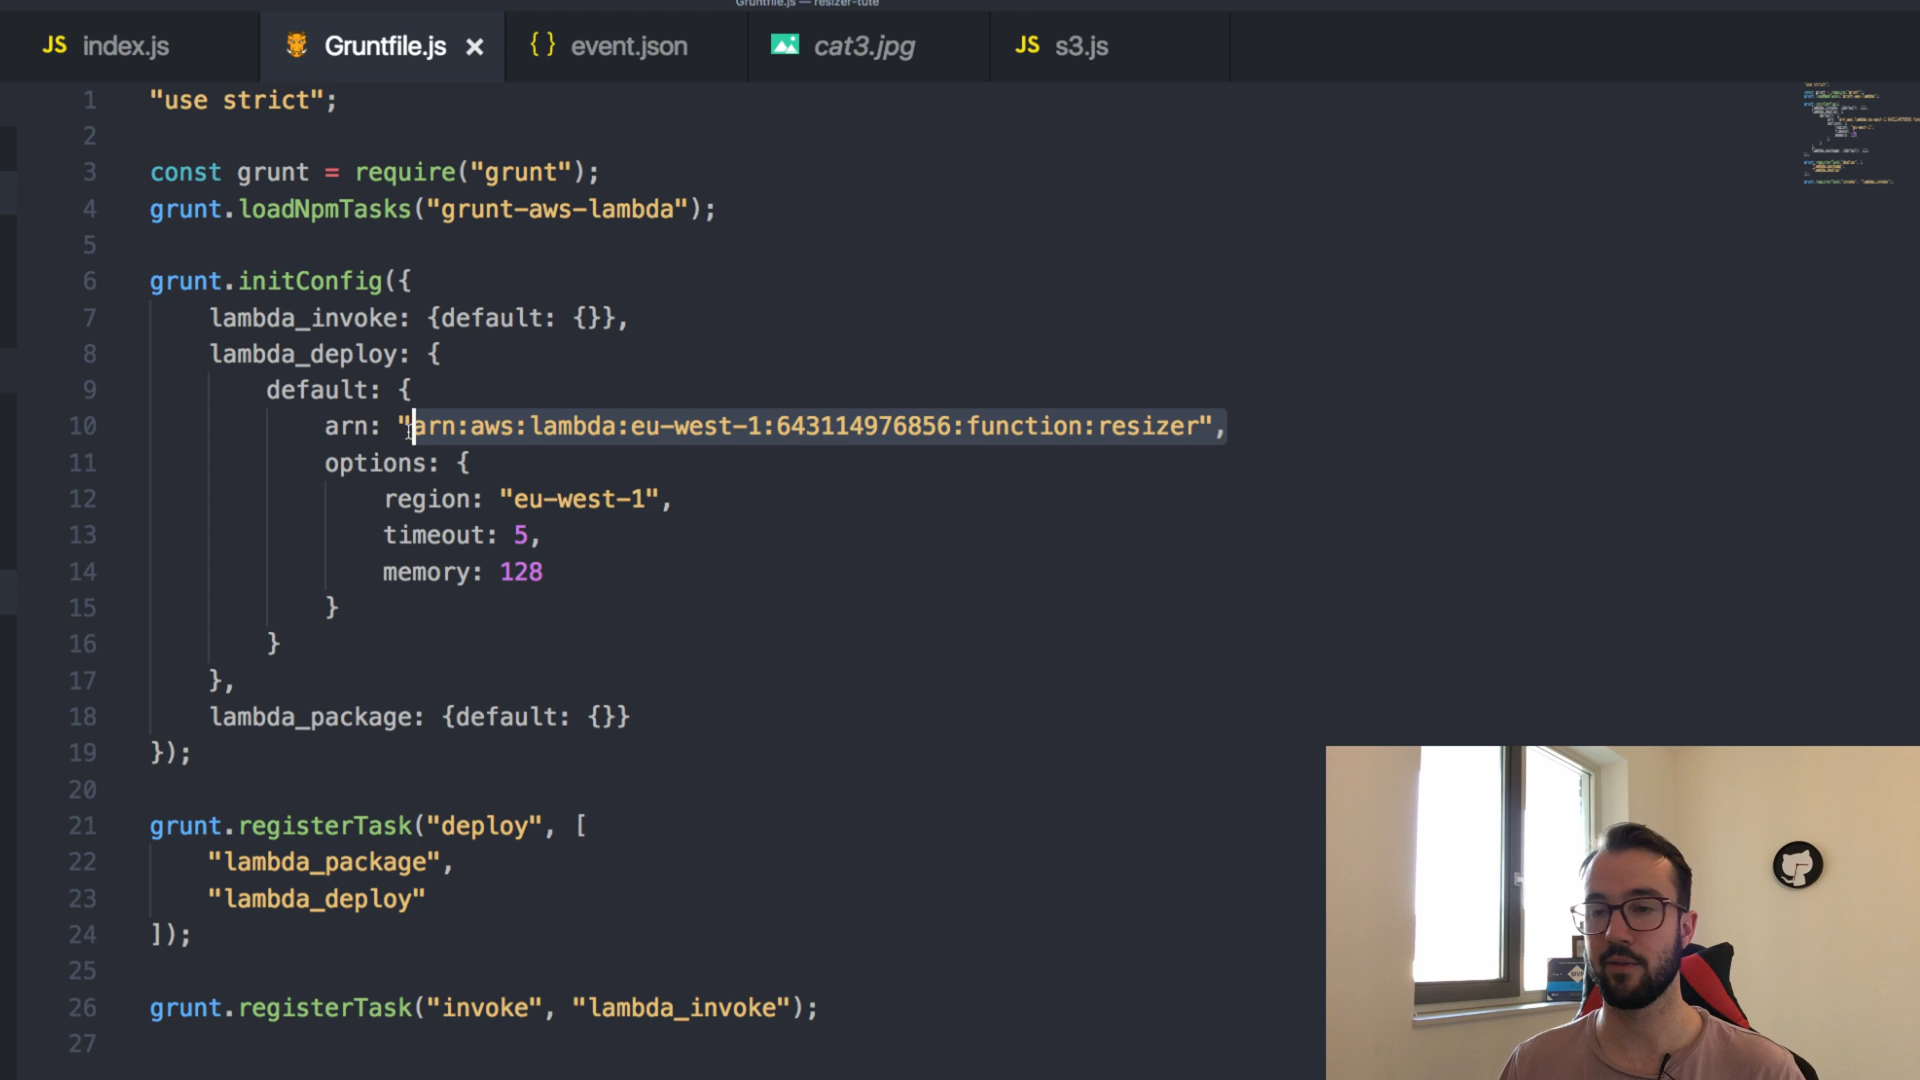 Gruntfile.js — resizer-tute
JS index.js
Gruntfile.js ×
{} event.json
cat3.jpg
JS s3.js
1 "use strict";
2
3 const grunt = require("grunt");
4 grunt.loadNpmTasks("grunt-aws-lambda");
5
6 grunt.initConfig({
7 lambda_invoke: {default: {}},
8 lambda_deploy: {
9 default: {
10 arn: "arn:aws:lambda:eu-west-1:643114976856:function:resizer",
11 options: {
12 region: "eu-west-1",
13 timeout: 5,
14 memory: 128
15 }
16 }
17 },
18 lambda_package: {default: {}}
19 });
20
21 grunt.registerTask("deploy", [
22 "lambda_package",
23 "lambda_deploy"
24 ]);
25
26 grunt.registerTask("invoke", "lambda_invoke");
27